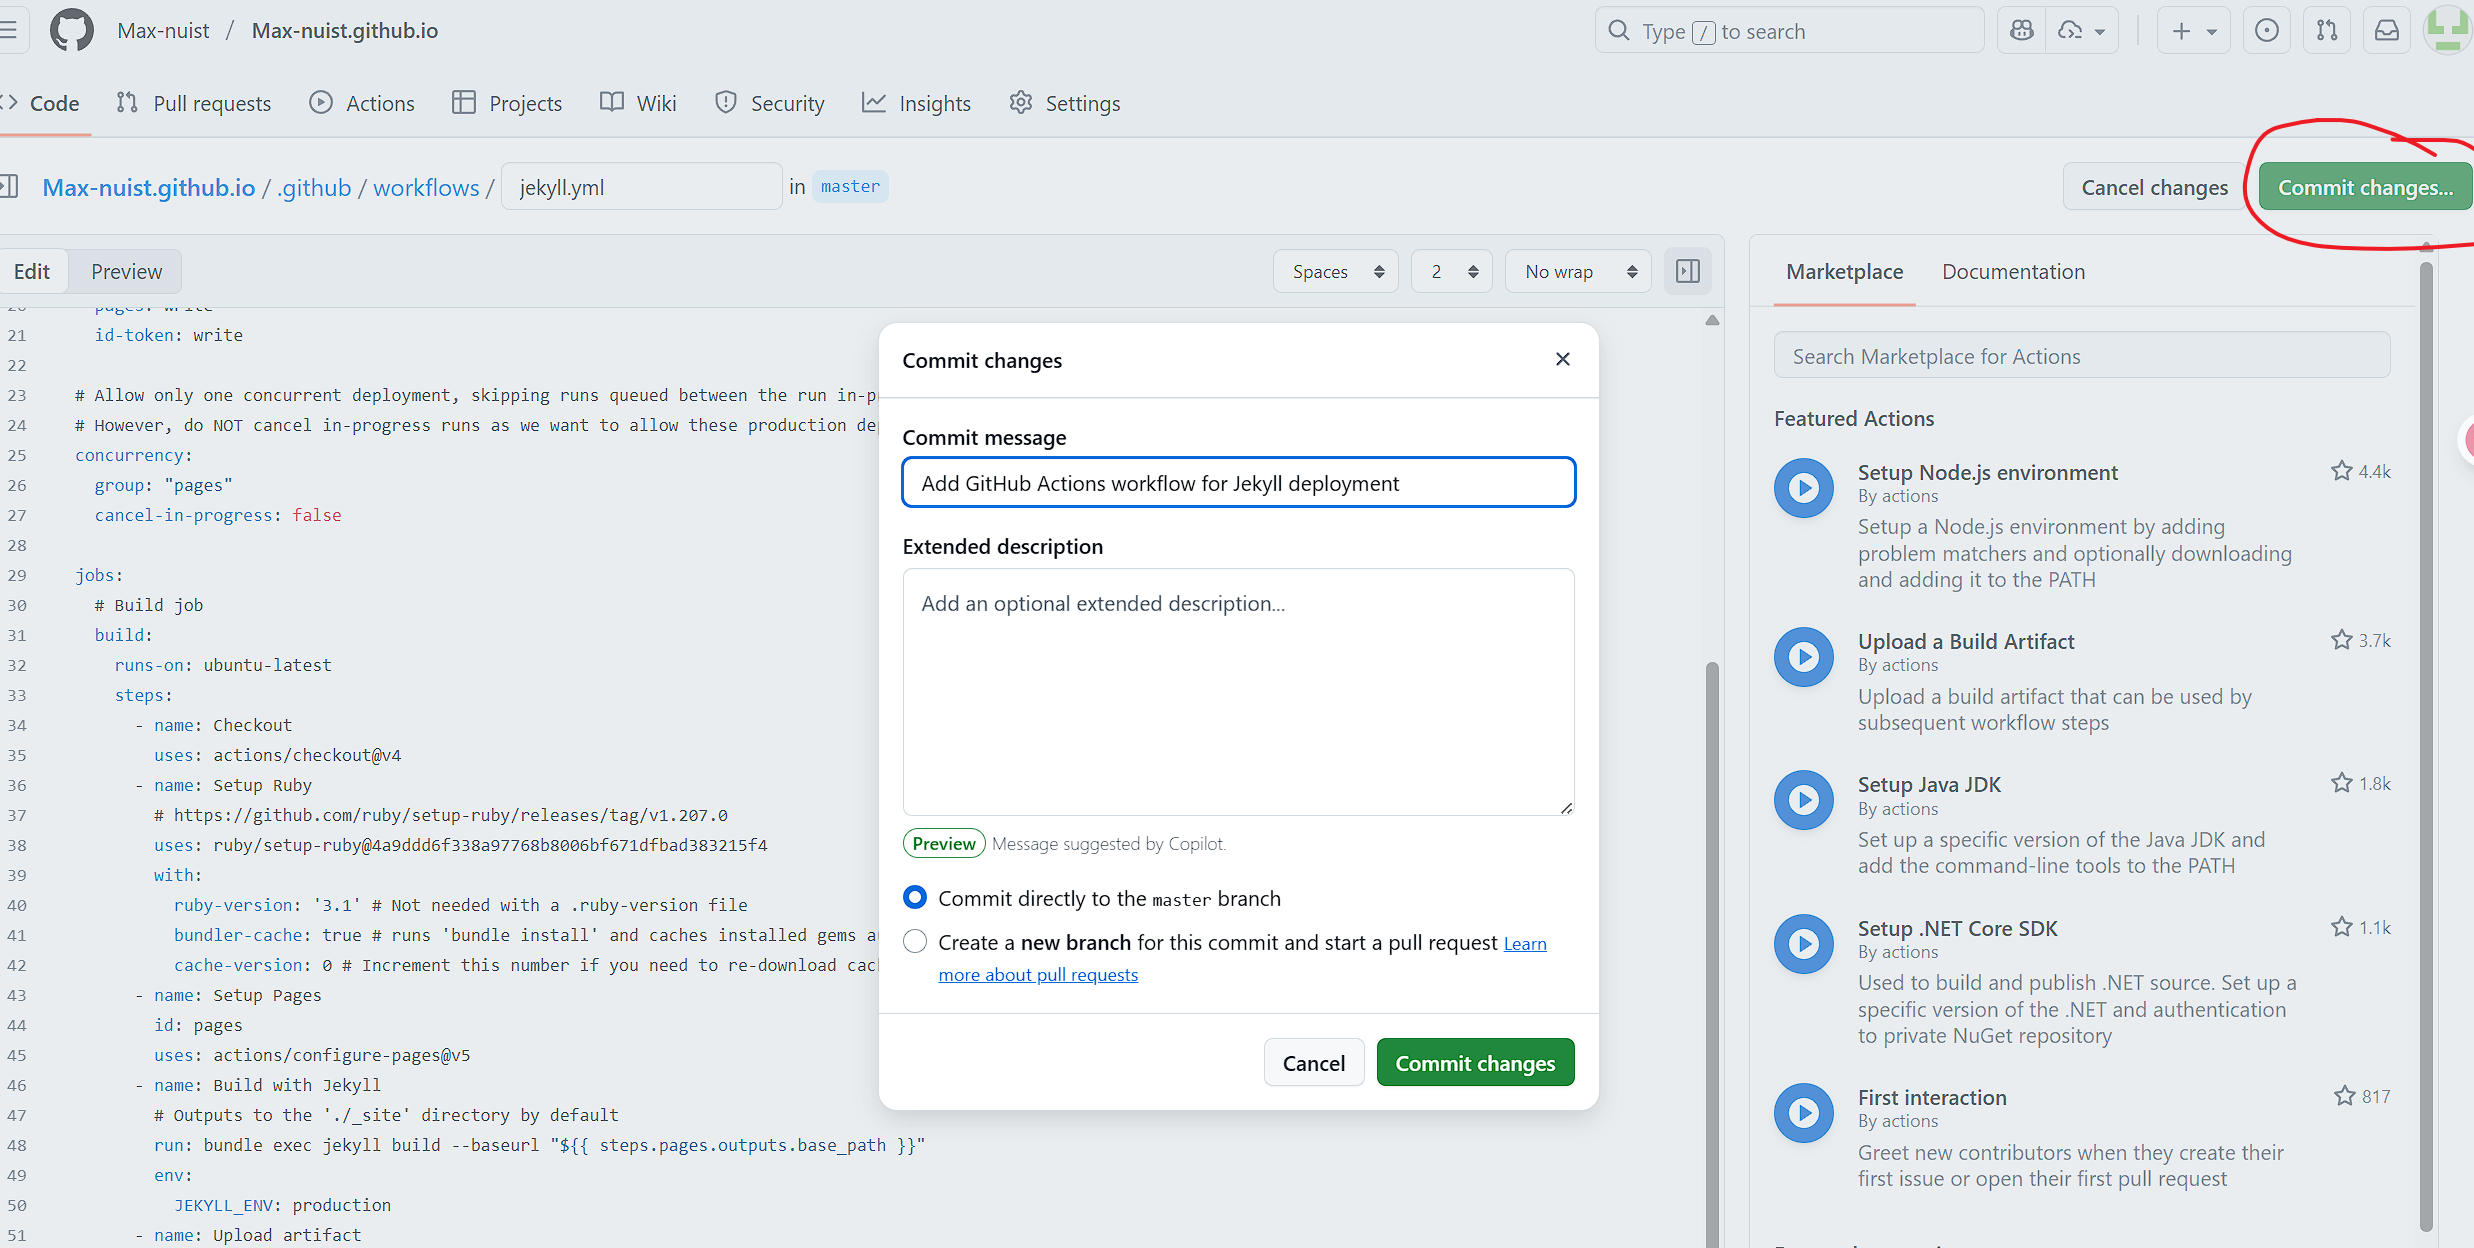 Max-nuist / Max-nuist.github.io
Type / to search
Code Pull requests Actions Projects Wiki Security Insights Settings
Max-nuist.github.io / .github / workflows / jekyll.yml in master
Cancel changes Commit changes...
Edit Preview
Spaces 2 No wrap
20 pages: write
21 id-token: write
22
23 # Allow only one concurrent deployment, skipping runs queued between the run in-p
24 # However, do NOT cancel in-progress runs as we want to allow these production de
25 concurrency:
26 group: "pages"
27 cancel-in-progress: false
28
29 jobs:
30 # Build job
31 build:
32 runs-on: ubuntu-latest
33 steps:
34 - name: Checkout
35 uses: actions/checkout@v4
36 - name: Setup Ruby
37 # https://github.com/ruby/setup-ruby/releases/tag/v1.207.0
38 uses: ruby/setup-ruby@4a9ddd6f338a97768b8006bf671dfbad383215f4
39 with:
40 ruby-version: '3.1' # Not needed with a .ruby-version file
41 bundler-cache: true # runs 'bundle install' and caches installed gems a
42 cache-version: 0 # Increment this number if you need to re-download cac
43 - name: Setup Pages
44 id: pages
45 uses: actions/configure-pages@v5
46 - name: Build with Jekyll
47 # Outputs to the './_site' directory by default
48 run: bundle exec jekyll build --baseurl "${{ steps.pages.outputs.base_path }}"
49 env:
50 JEKYLL_ENV: production
51 - name: Upload artifact
Commit changes
Commit message
Add GitHub Actions workflow for Jekyll deployment
Extended description
Add an optional extended description...
Preview Message suggested by Copilot.
Commit directly to the master branch
Create a new branch for this commit and start a pull request Learn
more about pull requests
Cancel Commit changes
Marketplace Documentation
Search Marketplace for Actions
Featured Actions
Setup Node.js environment 4.4k
By actions
Setup a Node.js environment by adding
problem matchers and optionally downloading
and adding it to the PATH
Upload a Build Artifact 3.7k
By actions
Upload a build artifact that can be used by
subsequent workflow steps
Setup Java JDK 1.8k
By actions
Set up a specific version of the Java JDK and
add the command-line tools to the PATH
Setup .NET Core SDK 1.1k
By actions
Used to build and publish .NET source. Set up a
specific version of the .NET and authentication
to private NuGet repository
First interaction 817
By actions
Greet new contributors when they create their
first issue or open their first pull request